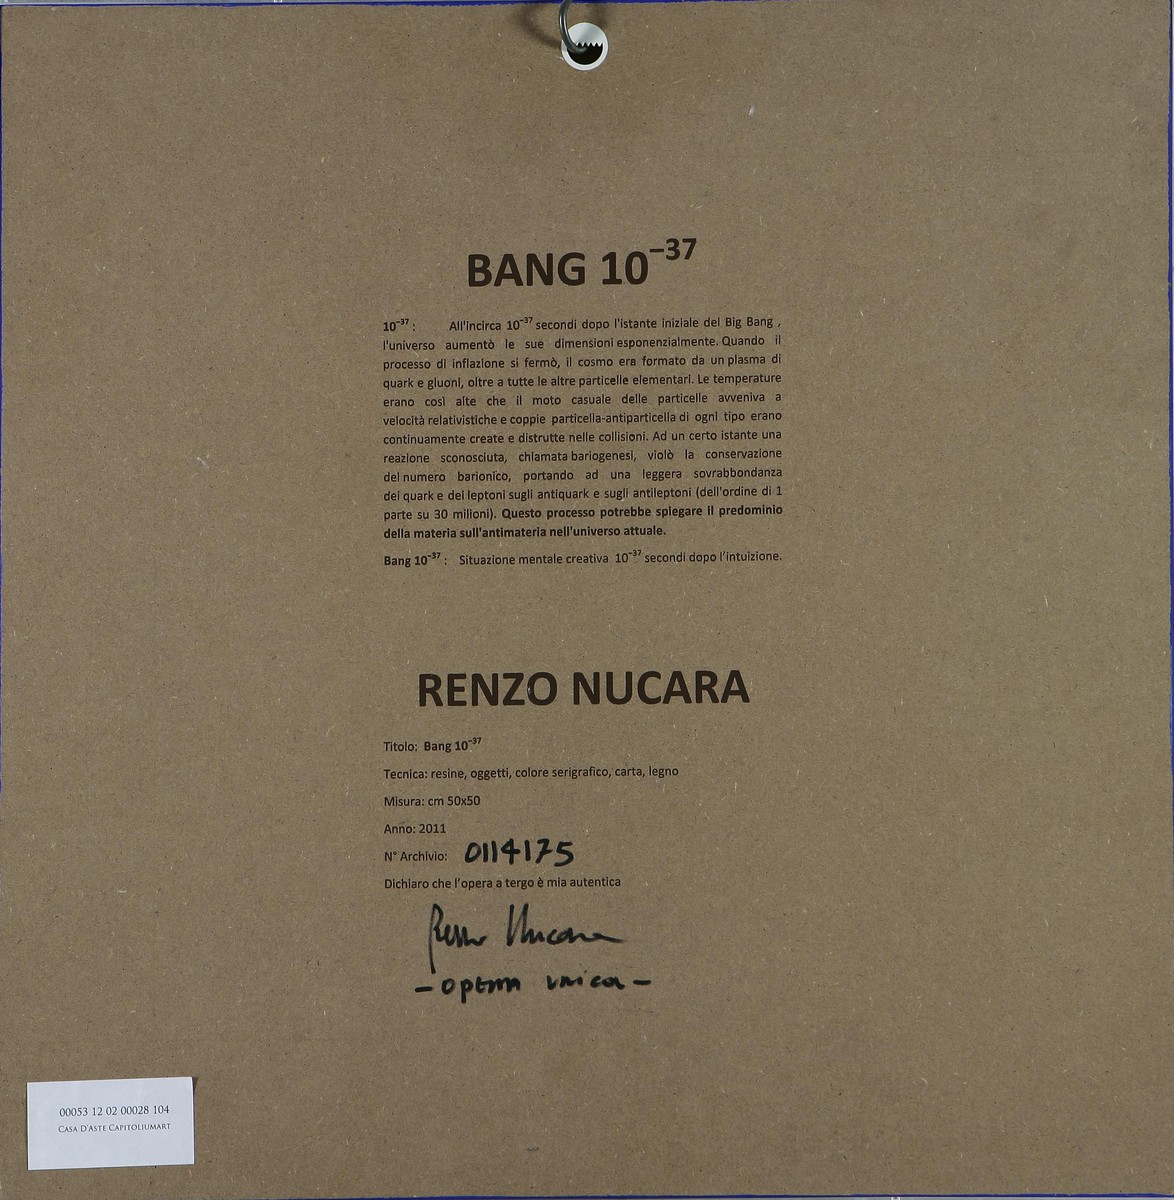 BANG 10⁻³⁷
10⁻³⁷ : All'incirca 10⁻³⁷ secondi dopo l'istante iniziale del Big Bang ,
l'universo aumentò le sue dimensioni esponenzialmente. Quando il
processo di inflazione si fermò, il cosmo era formato da un plasma di
quark e gluoni, oltre a tutte le altre particelle elementari. Le temperature
erano così alte che il moto casuale delle particelle avveniva a
velocità relativistiche e coppie particella-antiparticella di ogni tipo erano
continuamente create e distrutte nelle collisioni. Ad un certo istante una
reazione sconosciuta, chiamata bariogenesi, violò la conservazione
del numero barionico, portando ad una leggera sovrabbondanza
dei quark e dei leptoni sugli antiquark e sugli antileptoni (dell'ordine di 1
parte su 30 milioni). Questo processo potrebbe spiegare il predominio
della materia sull'antimateria nell'universo attuale.
Bang 10⁻³⁷ : Situazione mentale creativa 10⁻³⁷ secondi dopo l'intuizione.
RENZO NUCARA
Titolo: Bang 10⁻³⁷
Tecnica: resine, oggetti, colore serigrafico, carta, legno
Misura: cm 50x50
Anno: 2011
N° Archivio: 0114175
Dichiaro che l'opera a tergo è mia autentica
Renzo Nucara
- opera unica -
00053 12 02 00028 104
CASA D'ASTE CAPITOLIUMART